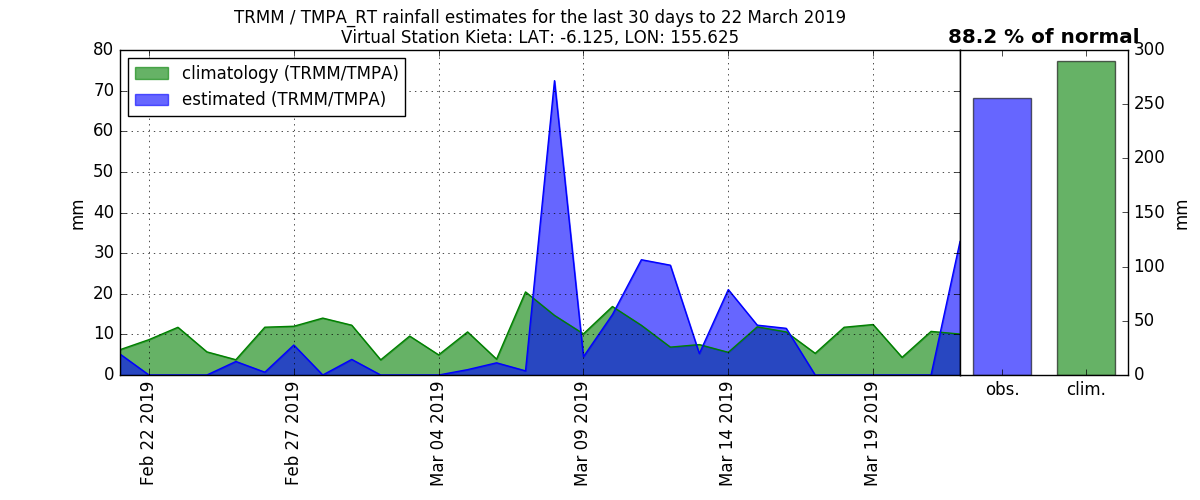 TRMM / TMPA_RT rainfall estimates for the last 30 days to 22 March 2019
Virtual Station Kieta: LAT: -6.125, LON: 155.625
88.2 % of normal
climatology (TRMM/TMPA)
estimated (TRMM/TMPA)
80
70
60
50
40
30
20
10
0
mm
300
250
200
150
100
50
0
mm
Feb 22 2019
Feb 27 2019
Mar 04 2019
Mar 09 2019
Mar 14 2019
Mar 19 2019
obs.
clim.